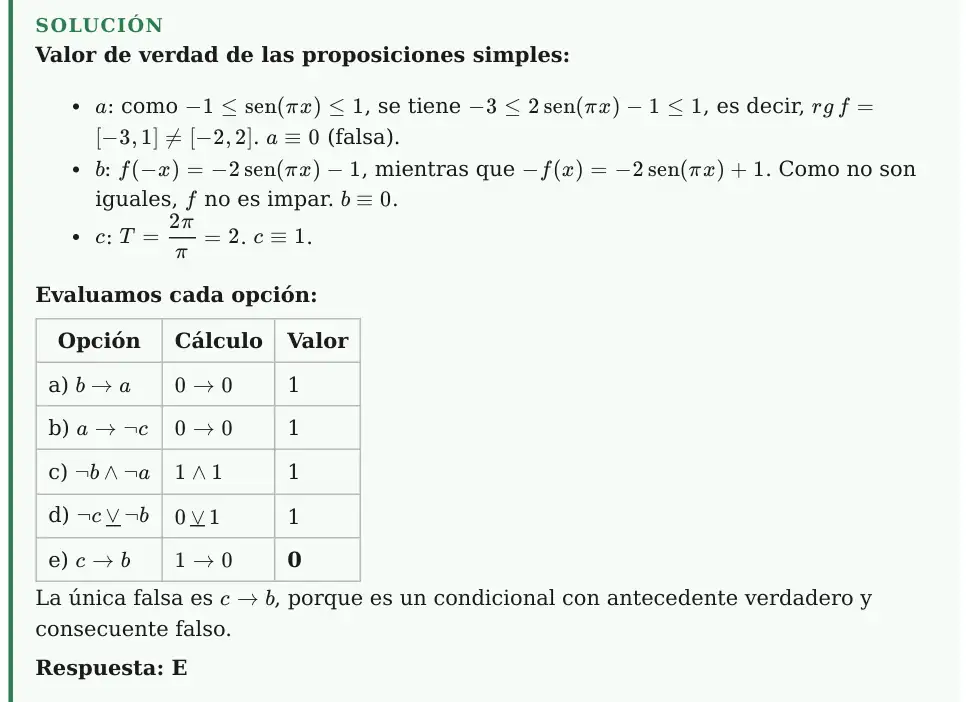 SOLUCIÓN
Valor de verdad de las proposiciones simples:
• a: como −1 ≤ sen(πx) ≤ 1, se tiene −3 ≤ 2 sen(πx) − 1 ≤ 1, es decir, rg f =
[−3, 1] ≠ [−2, 2]. a ≡ 0 (falsa).
• b: f(−x) = −2 sen(πx) − 1, mientras que −f(x) = −2 sen(πx) + 1. Como no son
iguales, f no es impar. b ≡ 0.
• c: T = 2π/π = 2. c ≡ 1.
Evaluamos cada opción:
Opción Cálculo Valor
a) b → a 0 → 0 1
b) a → ¬c 0 → 0 1
c) ¬b ∧ ¬a 1 ∧ 1 1
d) ¬c ⊻ ¬b 0 ⊻ 1 1
e) c → b 1 → 0 0
La única falsa es c → b, porque es un condicional con antecedente verdadero y
consecuente falso.
Respuesta: E